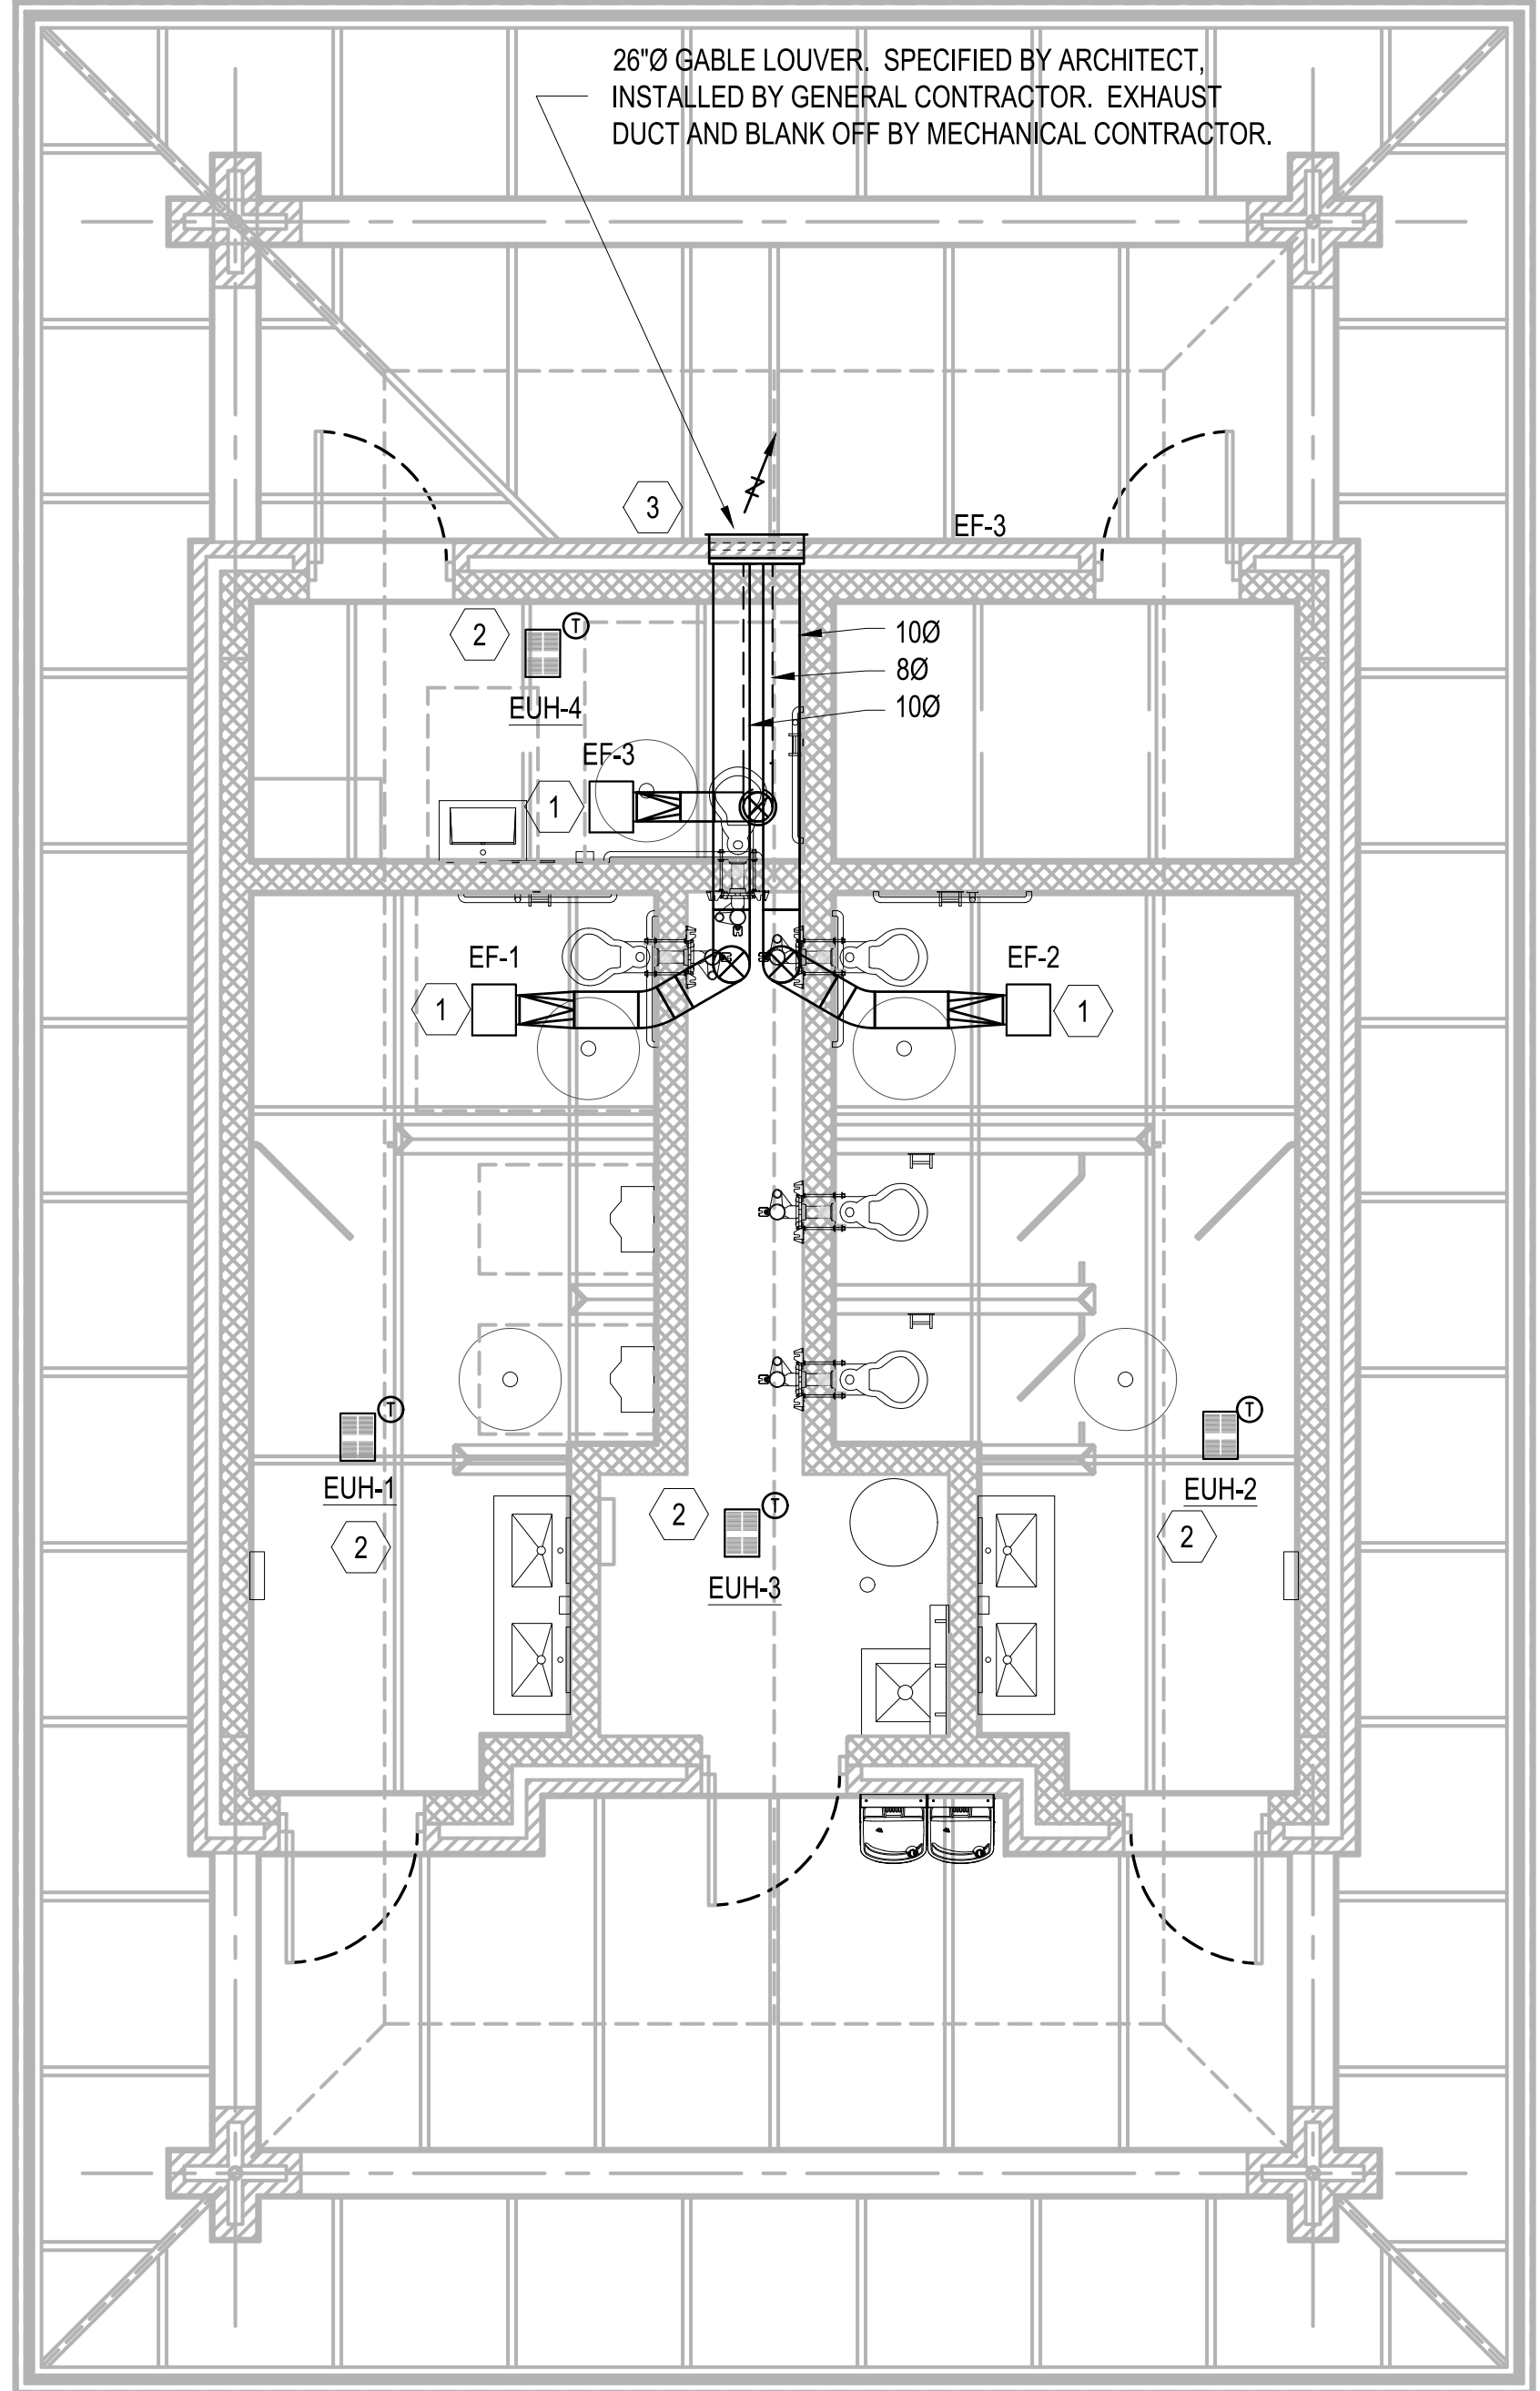 26"Ø GABLE LOUVER. SPECIFIED BY ARCHITECT,
INSTALLED BY GENERAL CONTRACTOR. EXHAUST
DUCT AND BLANK OFF BY MECHANICAL CONTRACTOR.
3
EF-3
2
T
10Ø
8Ø
10Ø
EUH-4
EF-3
1
EF-1
EF-2
1
1
T
T
EUH-1
EUH-2
2
T
2
2
EUH-3